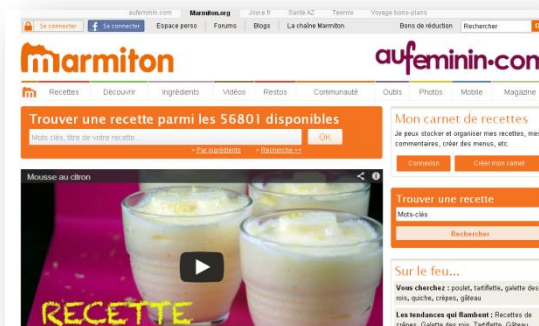 aufeminin.com Marmiton.org Joyce.fr Santé AZ Teemix Voyage bons-plans
Se connecter Se connecter Espace perso Forums Blogs La chaîne Marmiton Bons de réduction Rechercher
marmiton
aufeminin.com
Recettes Découvrir Ingrédients Vidéos Restos Communauté Outils Photos Mobile Magazine
Trouver une recette parmi les 56801 disponibles
Mots clés, titre de votre recette... OK
Par ingrédients Recherche ++
Mousse au citron
RECETTE
Mon carnet de recettes
Je peux stocker et organiser mes recettes, mes
commentaires, créer des menus, etc.
Connexion Créer mon carnet
Trouver une recette
Mots-clés
Rechercher
Sur le feu...
Vous cherchez : poulet, tartiflette, galette des
rois, quiche, crêpes, gâteau
Les tendances qui flambent : Recettes de
crêpes, Galette des rois, Tartiflette, Gâteau